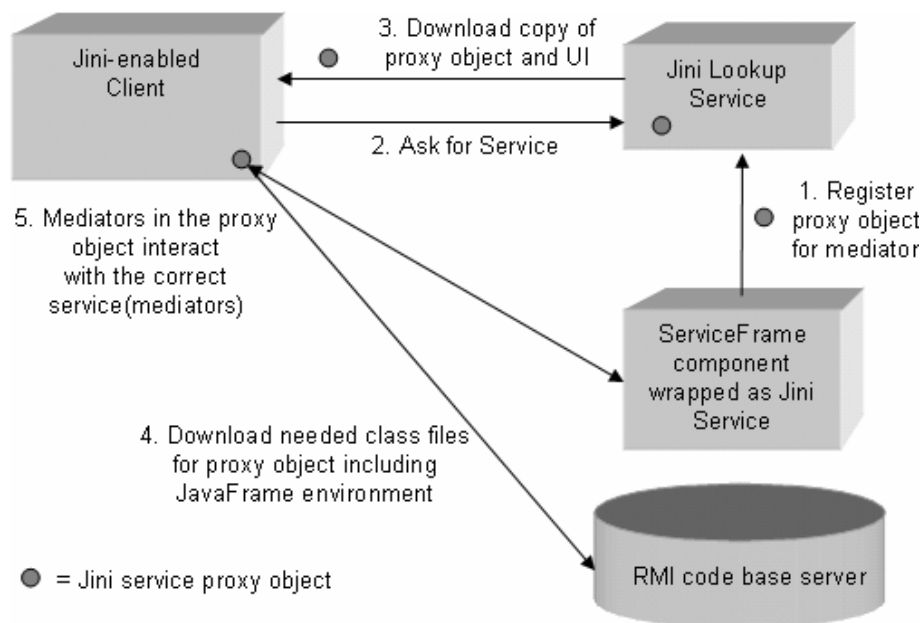 Jini-enabled
Client
3. Download copy of
proxy object and UI
Jini Lookup
Service
2. Ask for Service
1. Register
proxy object
for mediator
5. Mediators in the proxy
object interact
with the correct
service(mediators)
ServiceFrame
component
wrapped as Jini
Service
4. Download needed class files
for proxy object including
JavaFrame environment
RMI code base server
= Jini service proxy object